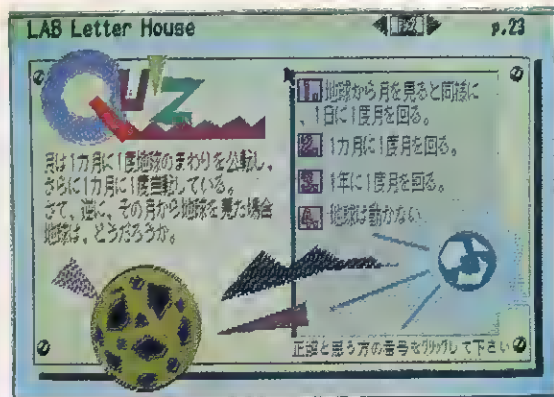 LAB Letter House
p.23
QU'Z
月は1カ月に1度地球のまわりを公転し、
さらに1カ月に1度自転している。
さて、逆に、その月から地球を見た場合
地球は、どうだろうか。
1. 地球から月を見ると同様に
、1日に1度月を回る。
2. 1カ月に1度月を回る。
3. 1年に1度月を回る。
4. 地球は動かない
正誤と思う方の番号をクリックして下さい